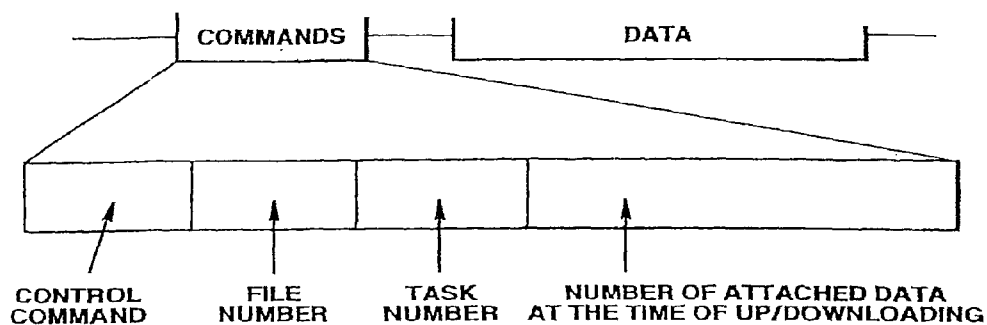 COMMANDS
DATA
CONTROL COMMAND
FILE NUMBER
TASK NUMBER
NUMBER OF ATTACHED DATA AT THE TIME OF UP/DOWNLOADING